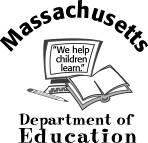 Massachusetts
"We help
children
learn."
Department of
Education